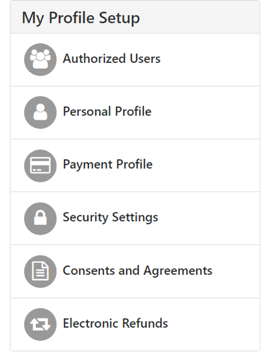 My Profile Setup
Authorized Users
Personal Profile
Payment Profile
Security Settings
Consents and Agreements
Electronic Refunds